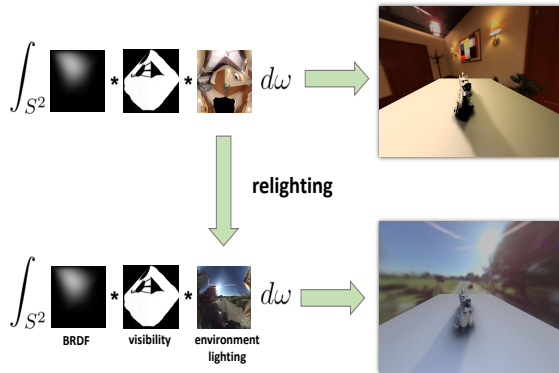 ∫_{S²} * * dω
relighting
∫_{S²} * * dω
BRDF visibility environment
lighting